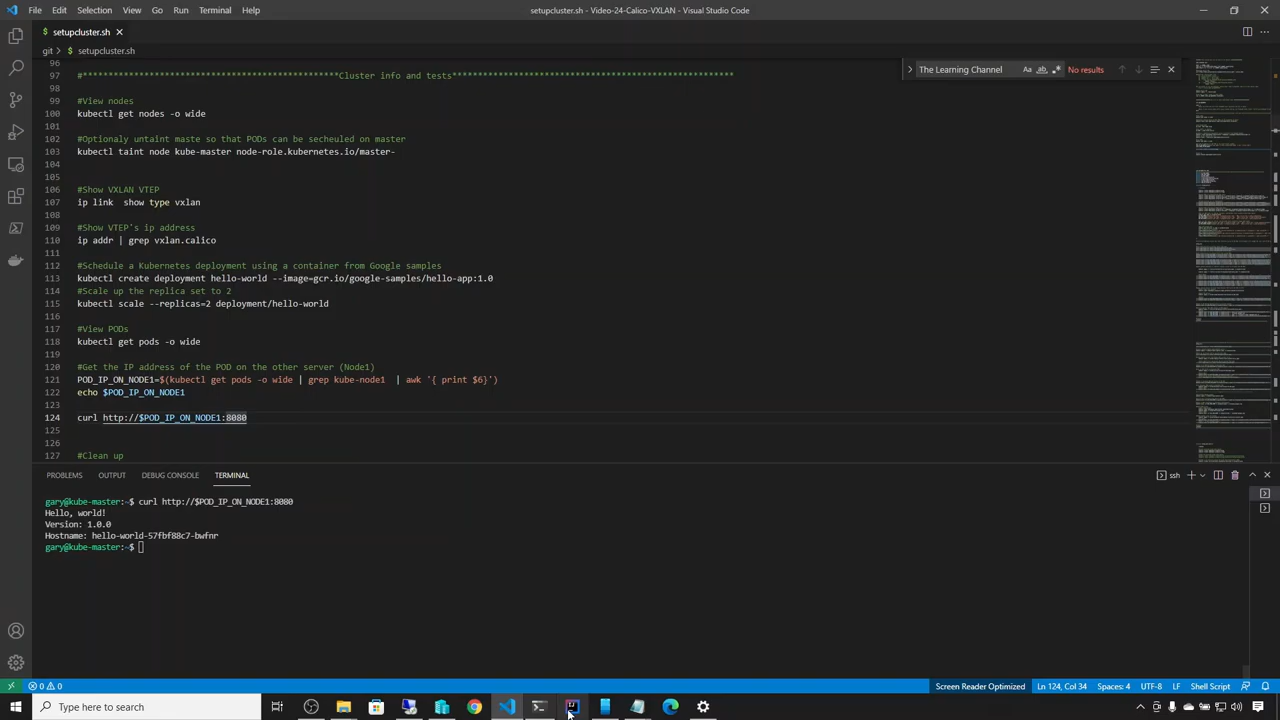 File Edit Selection View Go Run Terminal Help
setupcluster.sh - Video-24-Calico-VXLAN - Visual Studio Code
$ setupcluster.sh
git > $ setupcluster.sh
The Learning Channel Aa ab No results
96
97 #**************************************************Cluster info and tests*******************************************************
98
99 #View nodes
100 kubectl get nodes -o wide
101
102 #Optionaly untaint maste so that PODs can be secheduled on master
103 kubectl taint node kube-master node-role.kubernetes.io/master-
104
105
106 #Show VXLAN VTEP
107 ip link  show type vxlan
108
109 #Show VTEP's ip address
110 ip addr | grep vxlan.calico
111
112 #Schedule a Kubernetes deployment using a container from Google samples
113 kubectl create deployment hello-world --image=gcr.io/google-samples/hello-app:1.0
114 #Scale up the replica set to 2
115 kubectl scale --replicas=2 deployment/hello-world
116
117 #View PODs
118 kubectl get pods -o wide
119
120 #Get the IP address of the POD on the other server (node1)
121 POD_IP_ON_NODE1=$(kubectl get pods -o wide | grep kube-node1 | awk '{ print $6}')
122 echo $POD_IP_ON_NODE1
123
124 curl http://$POD_IP_ON_NODE1:8080
125
126
127 #Clean up
PROBLEMS OUTPUT DEBUG CONSOLE TERMINAL
ssh
gary@kube-master:~$ curl http://$POD_IP_ON_NODE1:8080
Hello, world!
Version: 1.0.0
Hostname: hello-world-57fbf88c7-bwfnr
gary@kube-master:~$
0 0
Screen Reader Optimized Ln 124, Col 34 Spaces: 4 UTF-8 LF Shell Script
Type here to search